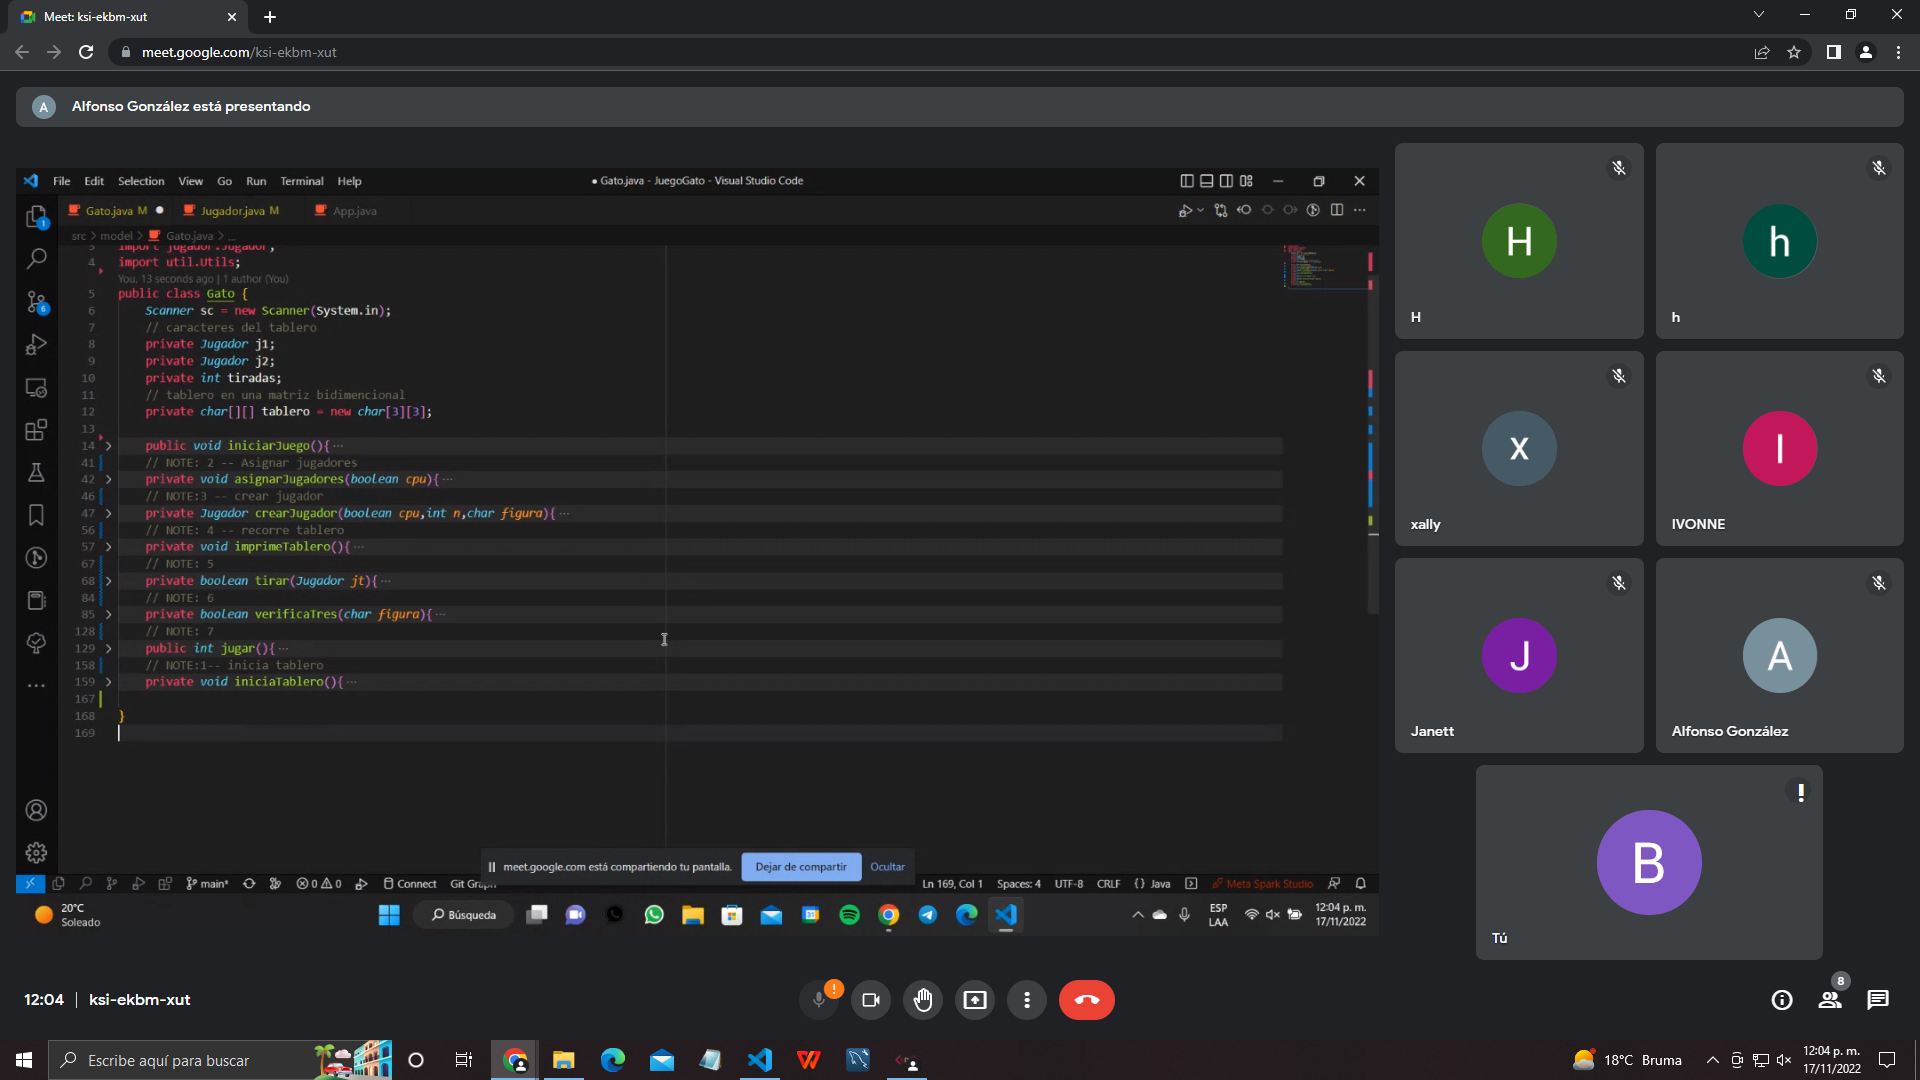 Meet: ksi-ekbm-xut
meet.google.com/ksi-ekbm-xut
A Alfonso González está presentando
File Edit Selection View Go Run Terminal Help
● Gato.java - JuegoGato - Visual Studio Code
Gato.java M ● Jugador.java M App.java
src > model > Gato.java > ...
3 import jugador.Jugador;
4 import util.Utils;
You, 13 seconds ago | 1 author (You)
5 public class Gato {
6 Scanner sc = new Scanner(System.in);
7 // caracteres del tablero
8 private Jugador j1;
9 private Jugador j2;
10 private int tiradas;
11 // tablero en una matriz bidimencional
12 private char[][] tablero = new char[3][3];
13
14 public void iniciarJuego(){ ...
41 // NOTE: 2 -- Asignar jugadores
42 private void asignarJugadores(boolean cpu){ ...
46 // NOTE:3 -- crear jugador
47 private Jugador crearJugador(boolean cpu,int n,char figura){ ...
56 // NOTE: 4 -- recorre tablero
57 private void imprimeTablero(){ ...
67 // NOTE: 5
68 private boolean tirar(Jugador jt){ ...
84 // NOTE: 6
85 private boolean verificaTres(char figura){ ...
128 // NOTE: 7
129 public int jugar(){ ...
158 // NOTE:1-- inicia tablero
159 private void iniciaTablero(){ ...
167
168 }
169
1
6
meet.google.com está compartiendo tu pantalla. Dejar de compartir Ocultar
main* 0 0 Connect Git Graph Ln 169, Col 1 Spaces: 4 UTF-8 CRLF {} Java Meta Spark Studio
20°C
Soleado
Búsqueda
ESP
LAA
12:04 p. m.
17/11/2022
H
H
h
h
x
xally
I
IVONNE
J
Janett
A
Alfonso González
B
Tú
12:04 | ksi-ekbm-xut
!
8
Escribe aquí para buscar
18°C Bruma
12:04 p. m.
17/11/2022